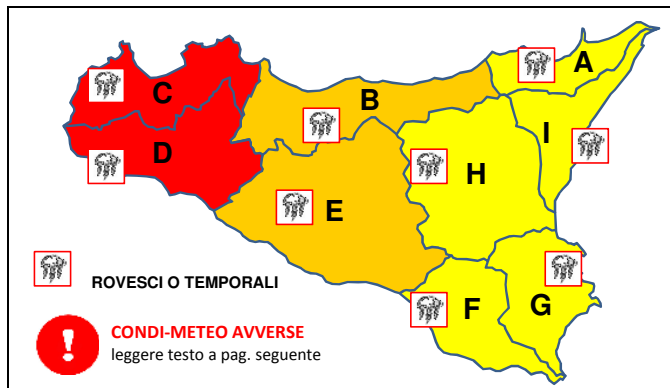 A
C
B
I
D
H
E
ROVESCI O TEMPORALI
F
G
CONDI-METEO AVVERSE
leggere testo a pag. seguente